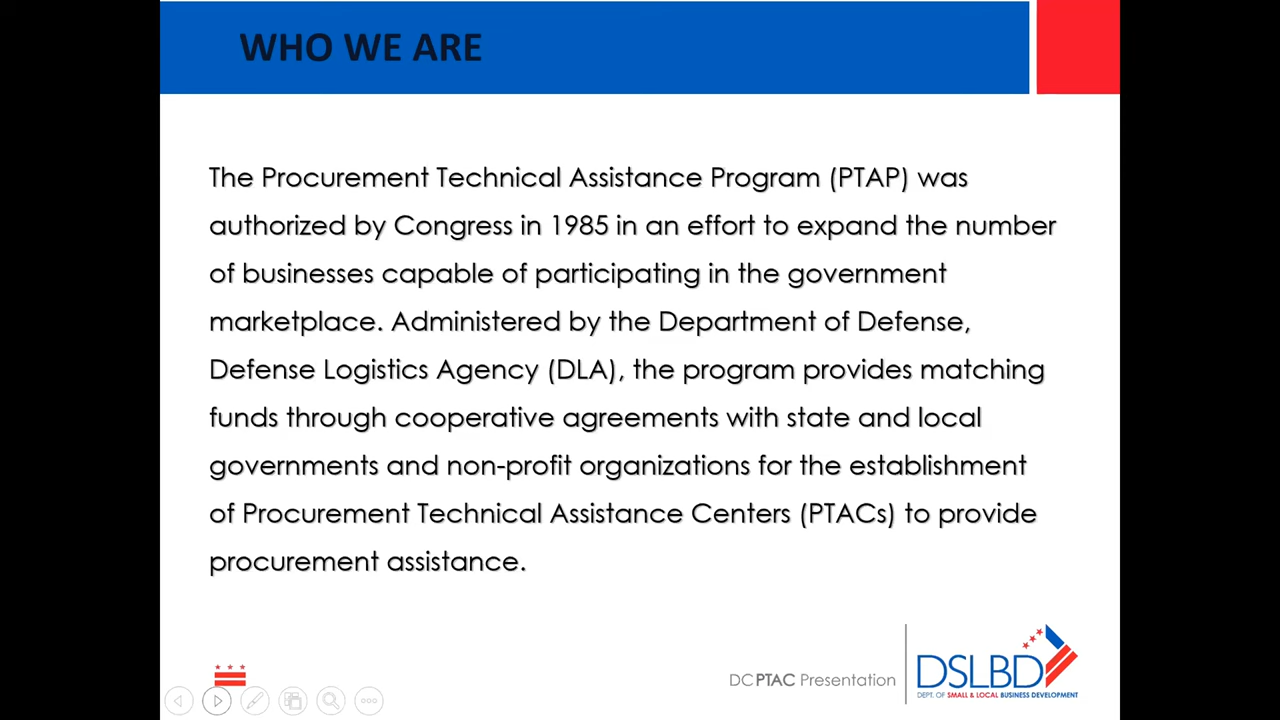 WHO WE ARE
The Procurement Technical Assistance Program (PTAP) was
authorized by Congress in 1985 in an effort to expand the number
of businesses capable of participating in the government
marketplace. Administered by the Department of Defense,
Defense Logistics Agency (DLA), the program provides matching
funds through cooperative agreements with state and local
governments and non-profit organizations for the establishment
of Procurement Technical Assistance Centers (PTACs) to provide
procurement assistance.
DC PTAC Presentation
DSLBD
DEPT. OF SMALL & LOCAL BUSINESS DEVELOPMENT